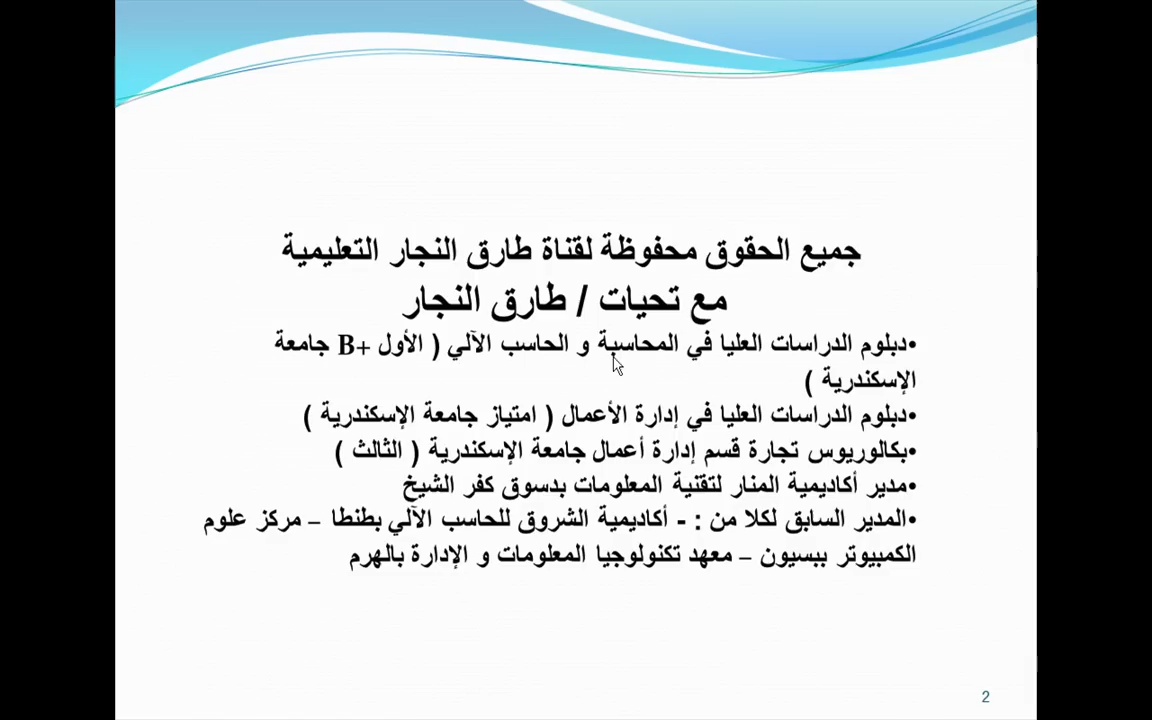 جميع الحقوق محفوظة لقناة طارق النجار التعليمية
مع تحيات / طارق النجار
•دبلوم الدراسات العليا في المحاسبة و الحاسب الآلي ( الأول B+ جامعة
الإسكندرية )
•دبلوم الدراسات العليا في إدارة الأعمال ( امتياز جامعة الإسكندرية )
•بكالوريوس تجارة قسم إدارة أعمال جامعة الإسكندرية ( الثالث )
•مدير أكاديمية المنار لتقنية المعلومات بدسوق كفر الشيخ
•المدير السابق لكلا من : - أكاديمية الشروق للحاسب الآلي بطنطا – مركز علوم
الكمبيوتر ببسيون – معهد تكنولوجيا المعلومات و الإدارة بالهرم
2